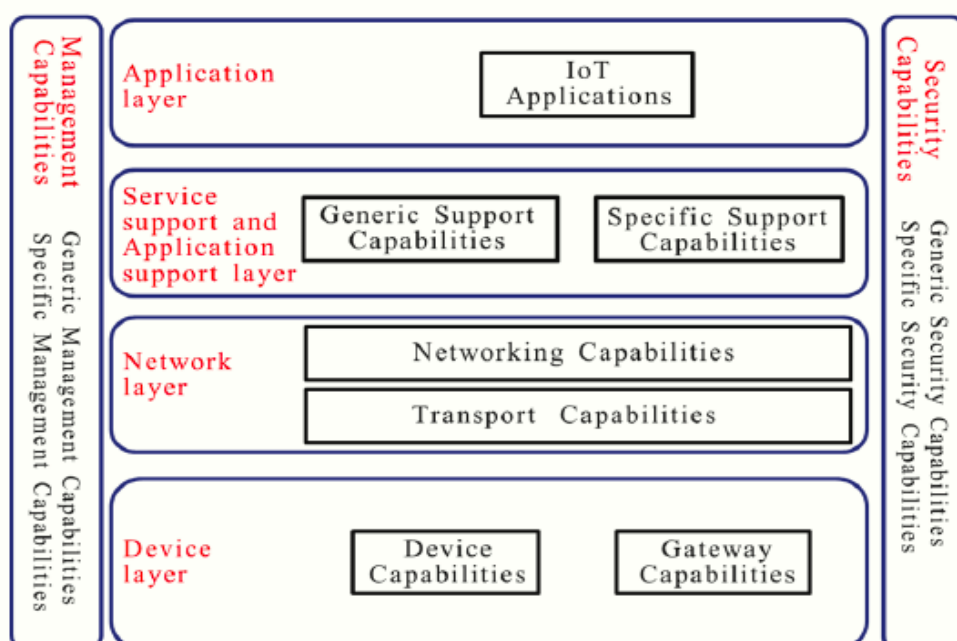 Management
Capabilities
Generic Management Capabilities
Specific Management Capabilities
Application
layer
IoT
Applications
Service
support and
Application
support layer
Generic Support
Capabilities
Specific Support
Capabilities
Network
layer
Networking Capabilities
Transport Capabilities
Device
layer
Device
Capabilities
Gateway
Capabilities
Security
Capabilities
Generic Security Capabilities
Specific Security Capabilities